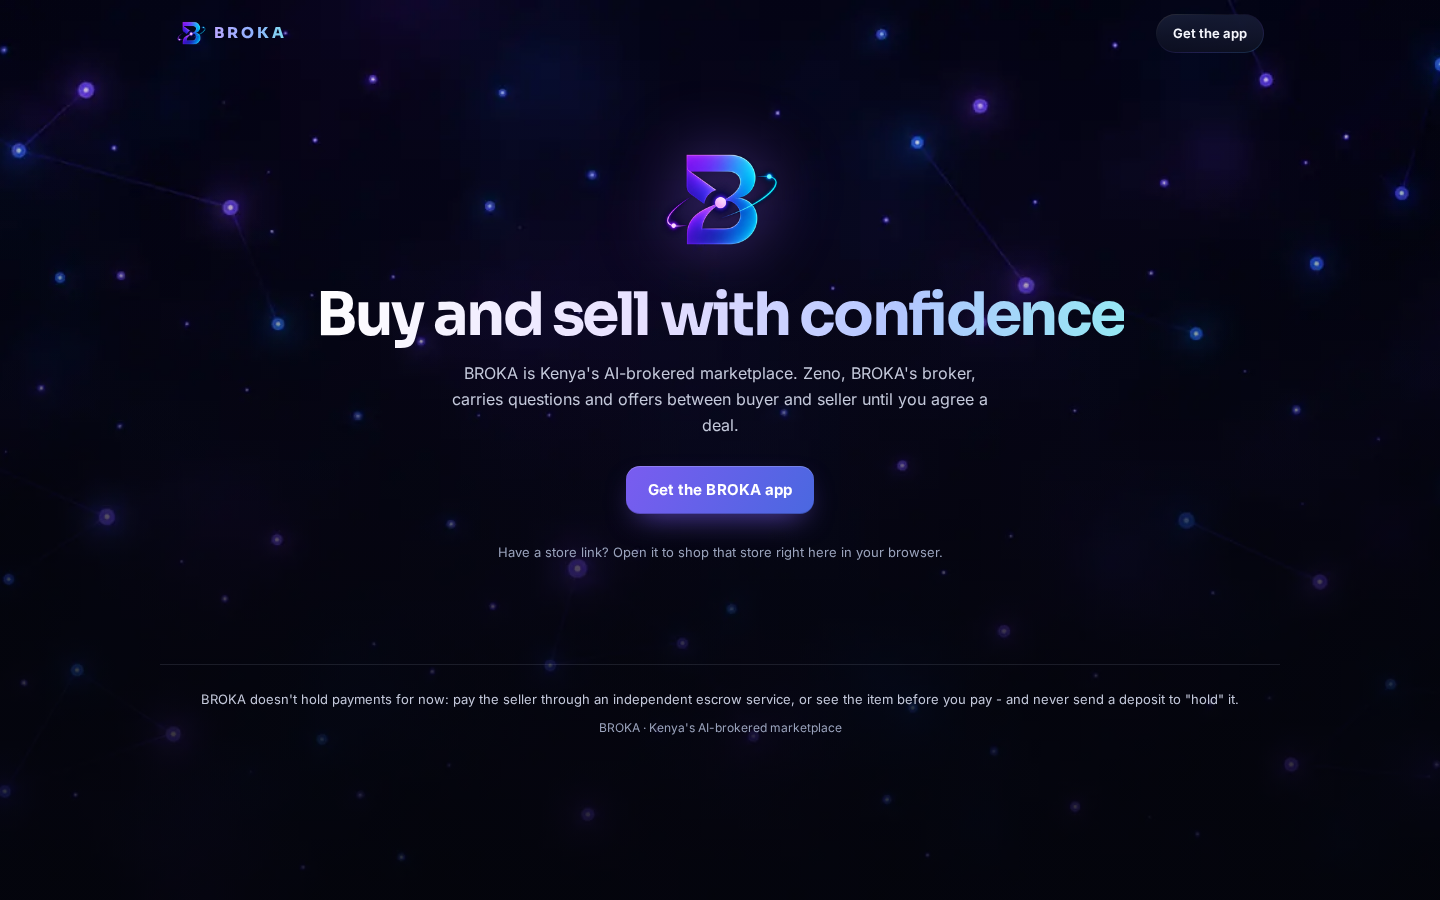 BROKA
Get the app
Buy and sell with confidence
BROKA is Kenya's AI-brokered marketplace. Zeno, BROKA's broker,
carries questions and offers between buyer and seller until you agree a
deal.
Get the BROKA app
Have a store link? Open it to shop that store right here in your browser.
BROKA doesn't hold payments for now: pay the seller through an independent escrow service, or see the item before you pay - and never send a deposit to "hold" it.
BROKA · Kenya's AI-brokered marketplace